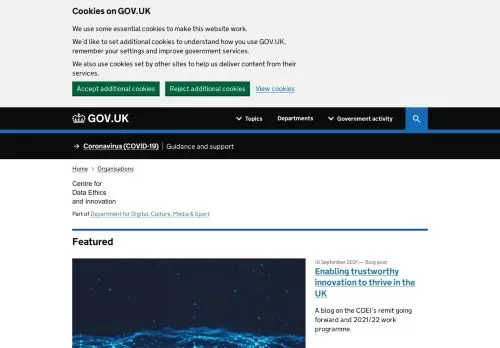 Cookies on GOV.UK
We use some essential cookies to make this website work.
We'd like to set additional cookies to understand how you use GOV.UK,
remember your settings and improve government services.
We also use cookies set by other sites to help us deliver content from their
services.
Accept additional cookies Reject additional cookies View cookies
GOV.UK Topics Departments Government activity
→ Coronavirus (COVID-19) Guidance and support
Home > Organisations
Centre for
Data Ethics
and Innovation
Part of Department for Digital, Culture, Media & Sport
Featured
10 September 2021 — Blog post
Enabling trustworthy
innovation to thrive in the
UK
A blog on the CDEI's remit going
forward and 2021/22 work
programme.